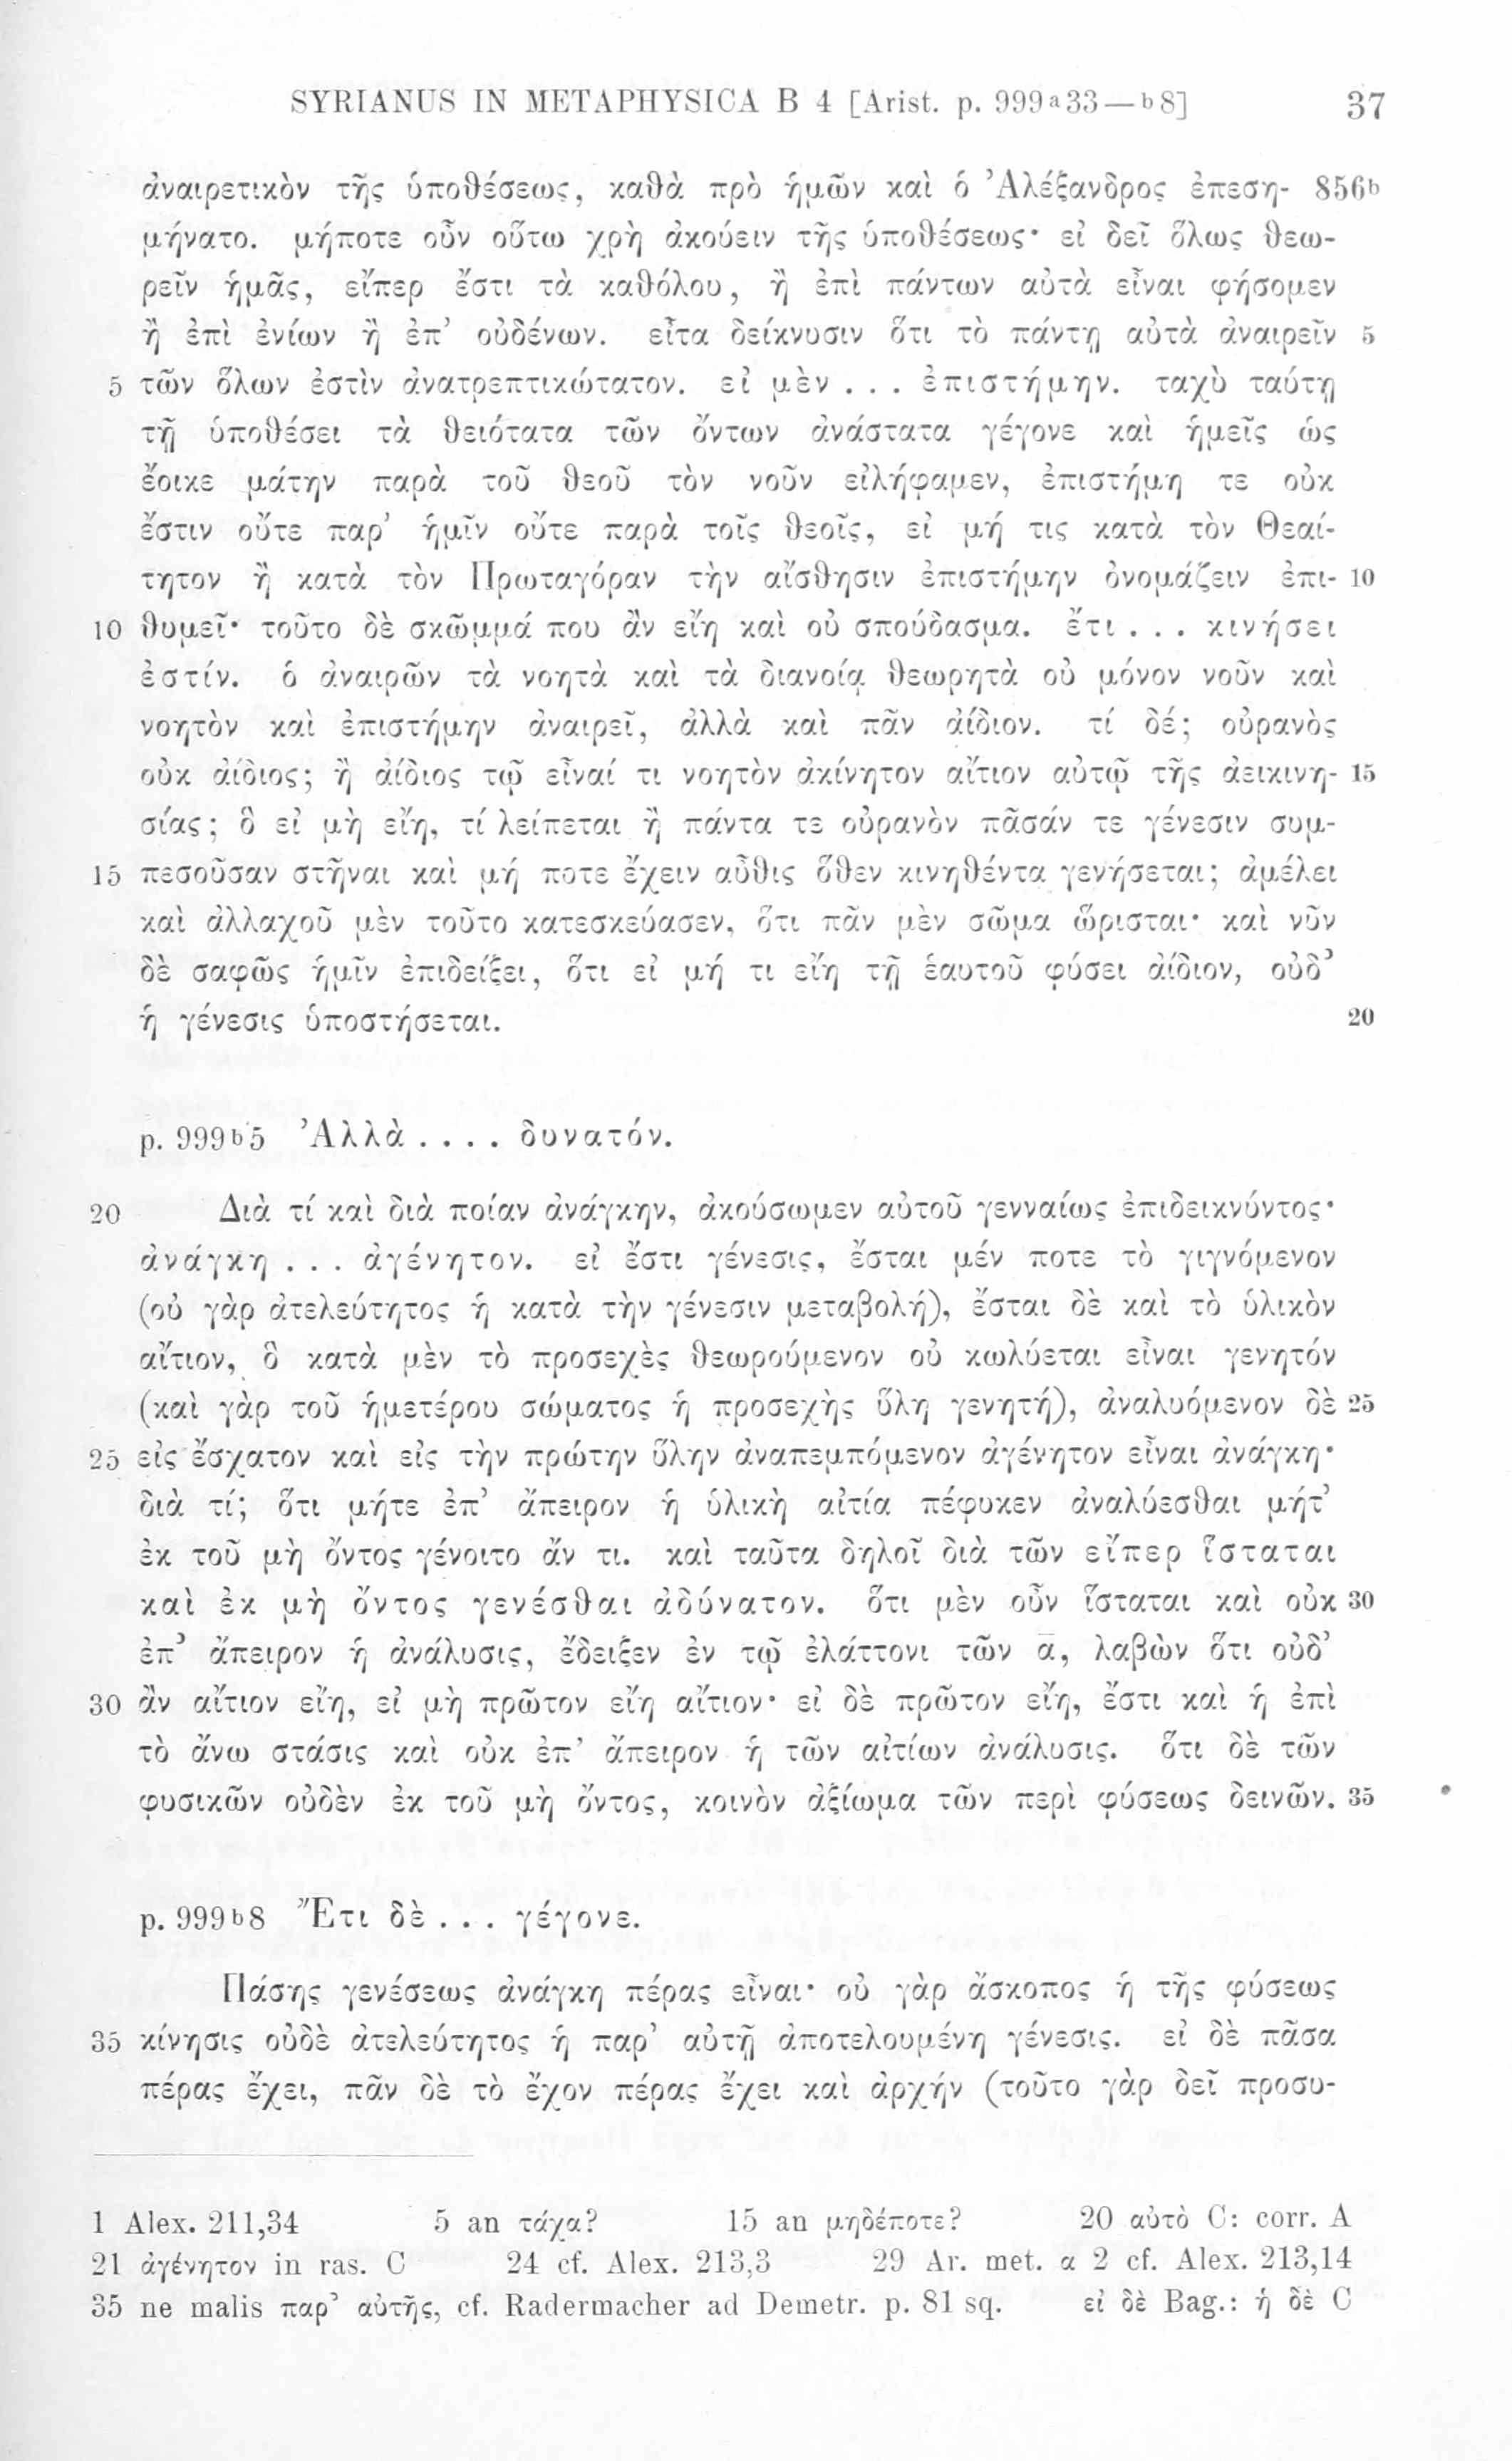 SYRIANUS IN METAPHYSICA B 4 [Arist. p. 999a33—b8] 37
ἀναιρετικὸν τῆς ὑποθέσεως, καθὰ πρὸ ἡμῶν καὶ ὁ Ἀλέξανδρος ἐπεση- 856b
μήνατο. μήποτε οὖν οὕτω χρὴ ἀκούειν τῆς ὑποθέσεως· εἰ δεῖ ὅλως θεω-
ρεῖν ἡμᾶς, εἴπερ ἔστι τὰ καθόλου, ἢ ἐπὶ πάντων αὐτὰ εἶναι φήσομεν
ἢ ἐπὶ ἐνίων ἢ ἐπ’ οὐδένων. εἶτα δείκνυσιν ὅτι τὸ πάντῃ αὐτὰ ἀναιρεῖν 5
5 τῶν ὅλων ἐστὶν ἀνατρεπτικώτατον. εἰ μὲν . . . ἐπιστήμην. ταχὺ ταύτῃ
τῇ ὑποθέσει τὰ θειότατα τῶν ὄντων ἀνάστατα γέγονε καὶ ἡμεῖς ὡς
ἔοικε μάτην παρὰ τοῦ θεοῦ τὸν νοῦν εἰλήφαμεν, ἐπιστήμη τε οὐκ
ἔστιν οὔτε παρ’ ἡμῖν οὔτε παρὰ τοῖς θεοῖς, εἰ μή τις κατὰ τὸν Θεαί-
τητον ἢ κατὰ τὸν Πρωταγόραν τὴν αἴσθησιν ἐπιστήμην ὀνομάζειν ἐπι- 10
10 θυμεῖ· τοῦτο δὲ σκῶμμά που ἂν εἴη καὶ οὐ σπούδασμα. ἔτι . . . κινήσει
ἐστίν. ὁ ἀναιρῶν τὰ νοητὰ καὶ τὰ διανοίᾳ θεωρητὰ οὐ μόνον νοῦν καὶ
νοητὸν καὶ ἐπιστήμην ἀναιρεῖ, ἀλλὰ καὶ πᾶν ἀίδιον. τί δέ; οὐρανὸς
οὐκ ἀίδιος; ἢ ἀίδιος τῷ εἶναί τι νοητὸν ἀκίνητον αἴτιον αὐτῷ τῆς ἀεικινη- 15
σίας; ὃ εἰ μὴ εἴη, τί λείπεται ἢ πάντα τε οὐρανὸν πᾶσάν τε γένεσιν συμ-
15 πεσοῦσαν στῆναι καὶ μή ποτε ἔχειν αὖθις ὅθεν κινηθέντα γενήσεται; ἀμέλει
καὶ ἀλλαχοῦ μὲν τοῦτο κατεσκεύασεν, ὅτι πᾶν μὲν σῶμα ὥρισται· καὶ νῦν
δὲ σαφῶς ἡμῖν ἐπιδείξει, ὅτι εἰ μή τι εἴη τῇ ἑαυτοῦ φύσει ἀίδιον, οὐδ’
ἡ γένεσις ὑποστήσεται. 20
p. 999b5 Ἀλλὰ . . . . δυνατόν.
20 Διὰ τί καὶ διὰ ποίαν ἀνάγκην, ἀκούσωμεν αὐτοῦ γενναίως ἐπιδεικνύντος·
ἀνάγκη . . . ἀγένητον. εἰ ἔστι γένεσις, ἔσται μέν ποτε τὸ γιγνόμενον
(οὐ γὰρ ἀτελεύτητος ἡ κατὰ τὴν γένεσιν μεταβολή), ἔσται δὲ καὶ τὸ ὑλικὸν
αἴτιον, ὃ κατὰ μὲν τὸ προσεχὲς θεωρούμενον οὐ κωλύεται εἶναι γενητόν
(καὶ γὰρ τοῦ ἡμετέρου σώματος ἡ προσεχὴς ὕλη γενητή), ἀναλυόμενον δὲ 25
25 εἰς ἔσχατον καὶ εἰς τὴν πρώτην ὕλην ἀναπεμπόμενον ἀγένητον εἶναι ἀνάγκη·
διὰ τί; ὅτι μήτε ἐπ’ ἄπειρον ἡ ὑλικὴ αἰτία πέφυκεν ἀναλύεσθαι μήτ’
ἐκ τοῦ μὴ ὄντος γένοιτο ἄν τι. καὶ ταῦτα δηλοῖ διὰ τῶν εἴπερ ἵσταται
καὶ ἐκ μὴ ὄντος γενέσθαι ἀδύνατον. ὅτι μὲν οὖν ἵσταται καὶ οὐκ 30
ἐπ’ ἄπειρον ἡ ἀνάλυσις, ἔδειξεν ἐν τῷ ἐλάττονι τῶν α, λαβὼν ὅτι οὐδ’
30 ἂν αἴτιον εἴη, εἰ μὴ πρῶτον εἴη αἴτιον· εἰ δὲ πρῶτον εἴη, ἔστι καὶ ἡ ἐπὶ
τὸ ἄνω στάσις καὶ οὐκ ἐπ’ ἄπειρον ἡ τῶν αἰτίων ἀνάλυσις. ὅτι δὲ τῶν
φυσικῶν οὐδὲν ἐκ τοῦ μὴ ὄντος, κοινὸν ἀξίωμα τῶν περὶ φύσεως δεινῶν. 35
p. 999b8 Ἔτι δὲ . . . γέγονε.
Πάσης γενέσεως ἀνάγκη πέρας εἶναι· οὐ γὰρ ἄσκοπος ἡ τῆς φύσεως
35 κίνησις οὐδὲ ἀτελεύτητος ἡ παρ’ αὐτῇ ἀποτελουμένη γένεσις. εἰ δὲ πᾶσα
πέρας ἔχει, πᾶν δὲ τὸ ἔχον πέρας ἔχει καὶ ἀρχήν (τοῦτο γὰρ δεῖ προσυ-
1 Alex. 211,34 5 an τάχα? 15 an μηδέποτε? 20 αὐτὸ C: corr. A
21 ἀγένητον in ras. C 24 cf. Alex. 213,3 29 Ar. met. α 2 cf. Alex. 213,14
35 ne malis παρ’ αὐτῆς, cf. Radermacher ad Demetr. p. 81 sq. εἰ δὲ Bag.: ἡ δὲ C